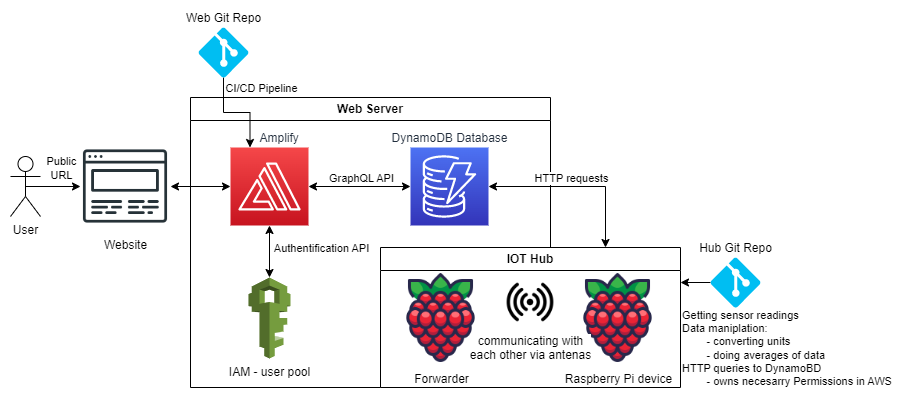 Web Git Repo
CI/CD Pipeline
Web Server
Amplify
DynamoDB Database
Public
URL
GraphQL API
HTTP requests
User
Website
Authentification API
Hub Git Repo
IOT Hub
Getting sensor readings
Data maniplation:
- converting units
- doing averages of data
HTTP queries to DynamoBD
- owns necesarry Permissions in AWS
communicating with
each other via antenas
IAM - user pool
Forwarder
Raspberry Pi device